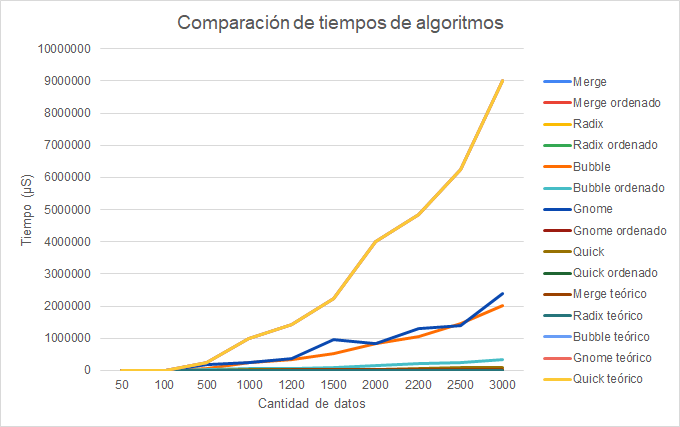 Comparación de tiempos de algoritmos
10000000
9000000
8000000
7000000
6000000
5000000
4000000
3000000
2000000
1000000
0
Tiempo (µS)
50 100 500 1000 1200 1500 2000 2200 2500 3000
Cantidad de datos
Merge
Merge ordenado
Radix
Radix ordenado
Bubble
Bubble ordenado
Gnome
Gnome ordenado
Quick
Quick ordenado
Merge teórico
Radix teórico
Bubble teórico
Gnome teórico
Quick teórico